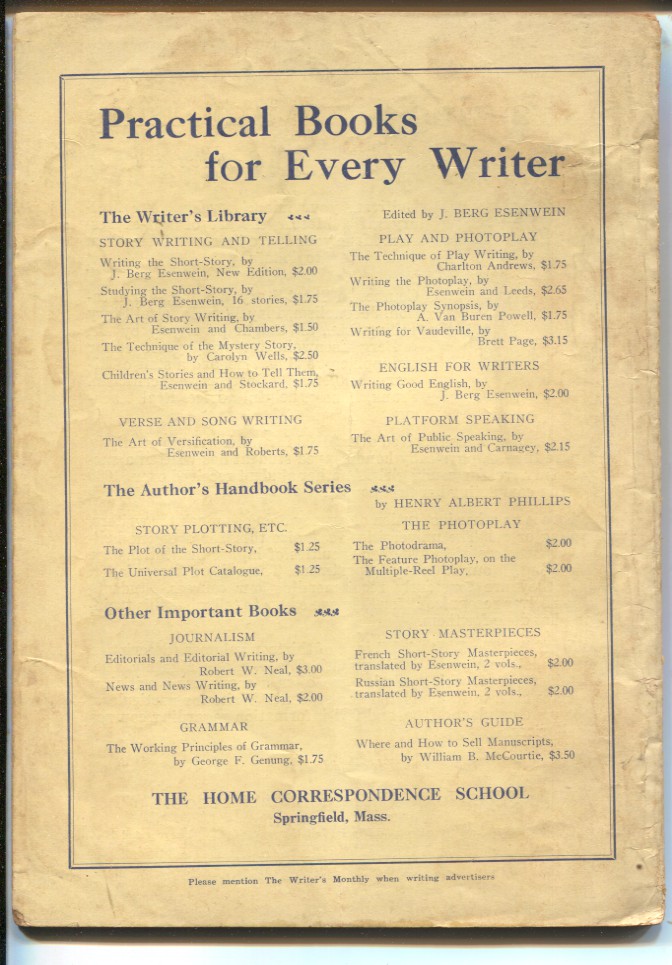 Practical Books
for Every Writer
The Writer's Library
Edited by J. BERG ESENWEIN
STORY WRITING AND TELLING
Writing the Short-Story, by
J. Berg Esenwein, New Edition, $2.00
Studying the Short-Story, by
J. Berg Esenwein, 16 stories, $1.75
The Art of Story Writing, by
Esenwein and Chambers, $1.50
The Technique of the Mystery Story,
by Carolyn Wells, $2.50
Children's Stories and How to Tell Them,
Esenwein and Stockard, $1.75
VERSE AND SONG WRITING
The Art of Versification, by
Esenwein and Roberts, $1.75
PLAY AND PHOTOPLAY
The Technique of Play Writing, by
Charlton Andrews, $1.75
Writing the Photoplay, by
Esenwein and Leeds, $2.65
The Photoplay Synopsis, by
A. Van Buren Powell, $1.75
Writing for Vaudeville, by
Brett Page, $3.15
ENGLISH FOR WRITERS
Writing Good English, by
J. Berg Esenwein, $2.00
PLATFORM SPEAKING
The Art of Public Speaking, by
Esenwein and Carnagey, $2.15
The Author's Handbook Series
by HENRY ALBERT PHILLIPS
STORY PLOTTING, ETC.
The Plot of the Short-Story, $1.25
The Universal Plot Catalogue, $1.25
THE PHOTOPLAY
The Photodrama, $2.00
The Feature Photoplay, on the
Multiple-Reel Play, $2.00
Other Important Books
JOURNALISM
Editorials and Editorial Writing, by
Robert W. Neal, $3.00
News and News Writing, by
Robert W. Neal, $2.00
GRAMMAR
The Working Principles of Grammar,
by George F. Genung, $1.75
STORY MASTERPIECES
French Short-Story Masterpieces,
translated by Esenwein, 2 vols., $2.00
Russian Short-Story Masterpieces,
translated by Esenwein, 2 vols., $2.00
AUTHOR'S GUIDE
Where and How to Sell Manuscripts,
by William B. McCourtie, $3.50
THE HOME CORRESPONDENCE SCHOOL
Springfield, Mass.
Please mention The Writer's Monthly when writing advertisers